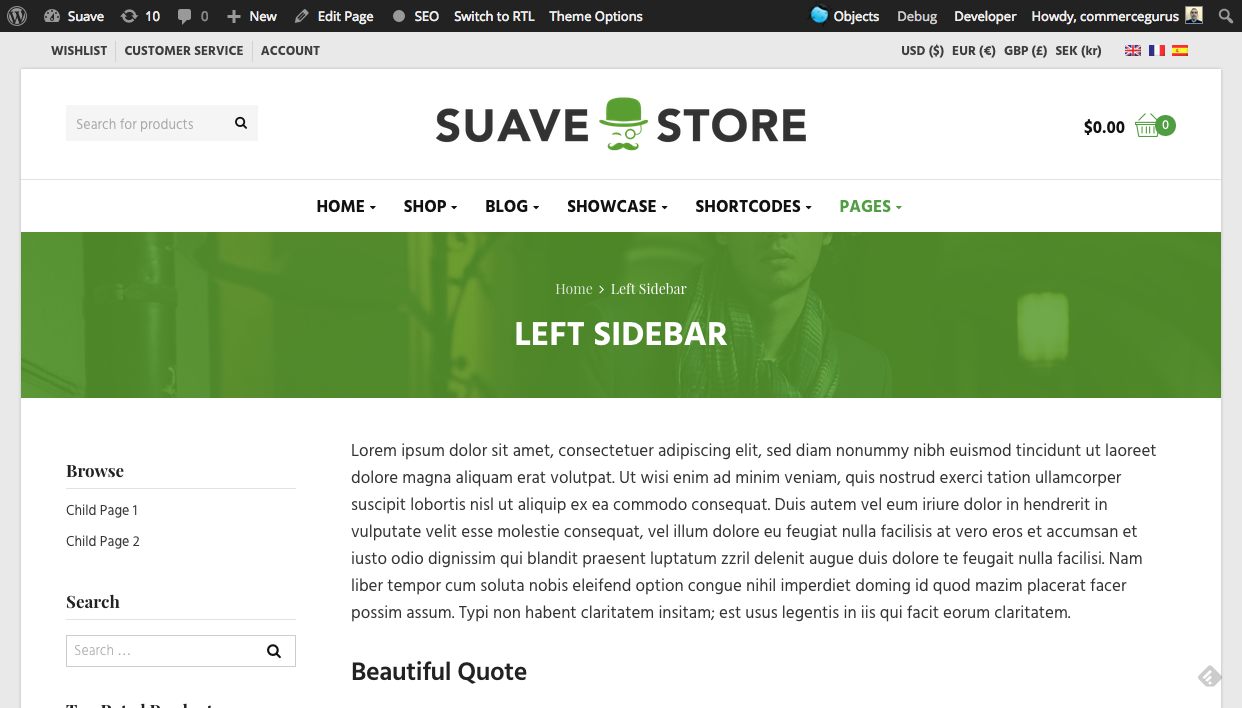 Suave 10 0 New Edit Page SEO Switch to RTL Theme Options Objects Debug Developer Howdy, commercegurus
WISHLIST CUSTOMER SERVICE ACCOUNT USD ($) EUR (€) GBP (£) SEK (kr)
Search for products SUAVE STORE $0.00 0
HOME SHOP BLOG SHOWCASE SHORTCODES PAGES
Home > Left Sidebar
LEFT SIDEBAR
Browse
Child Page 1
Child Page 2
Search
Search …
Top Rated Products
Lorem ipsum dolor sit amet, consectetuer adipiscing elit, sed diam nonummy nibh euismod tincidunt ut laoreet
dolore magna aliquam erat volutpat. Ut wisi enim ad minim veniam, quis nostrud exerci tation ullamcorper
suscipit lobortis nisl ut aliquip ex ea commodo consequat. Duis autem vel eum iriure dolor in hendrerit in
vulputate velit esse molestie consequat, vel illum dolore eu feugiat nulla facilisis at vero eros et accumsan et
iusto odio dignissim qui blandit praesent luptatum zzril delenit augue duis dolore te feugait nulla facilisi. Nam
liber tempor cum soluta nobis eleifend option congue nihil imperdiet doming id quod mazim placerat facer
possim assum. Typi non habent claritatem insitam; est usus legentis in iis qui facit eorum claritatem.
Beautiful Quote